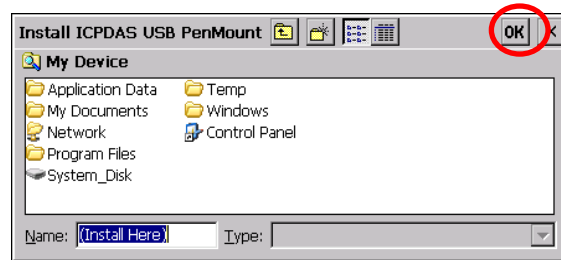 Install ICPDAS USB PenMount OK ×
My Device
Application Data Temp
My Documents Windows
Network Control Panel
Program Files
System_Disk
Name: (Install Here) Type: